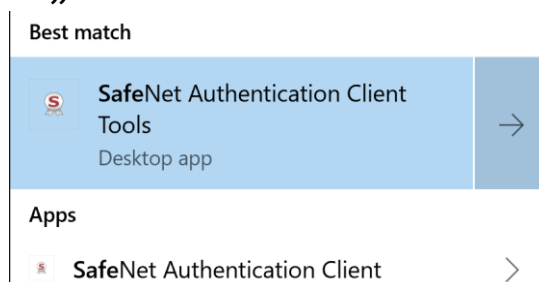 ”
Best match
SafeNet Authentication Client
Tools
Desktop app
Apps
SafeNet Authentication Client